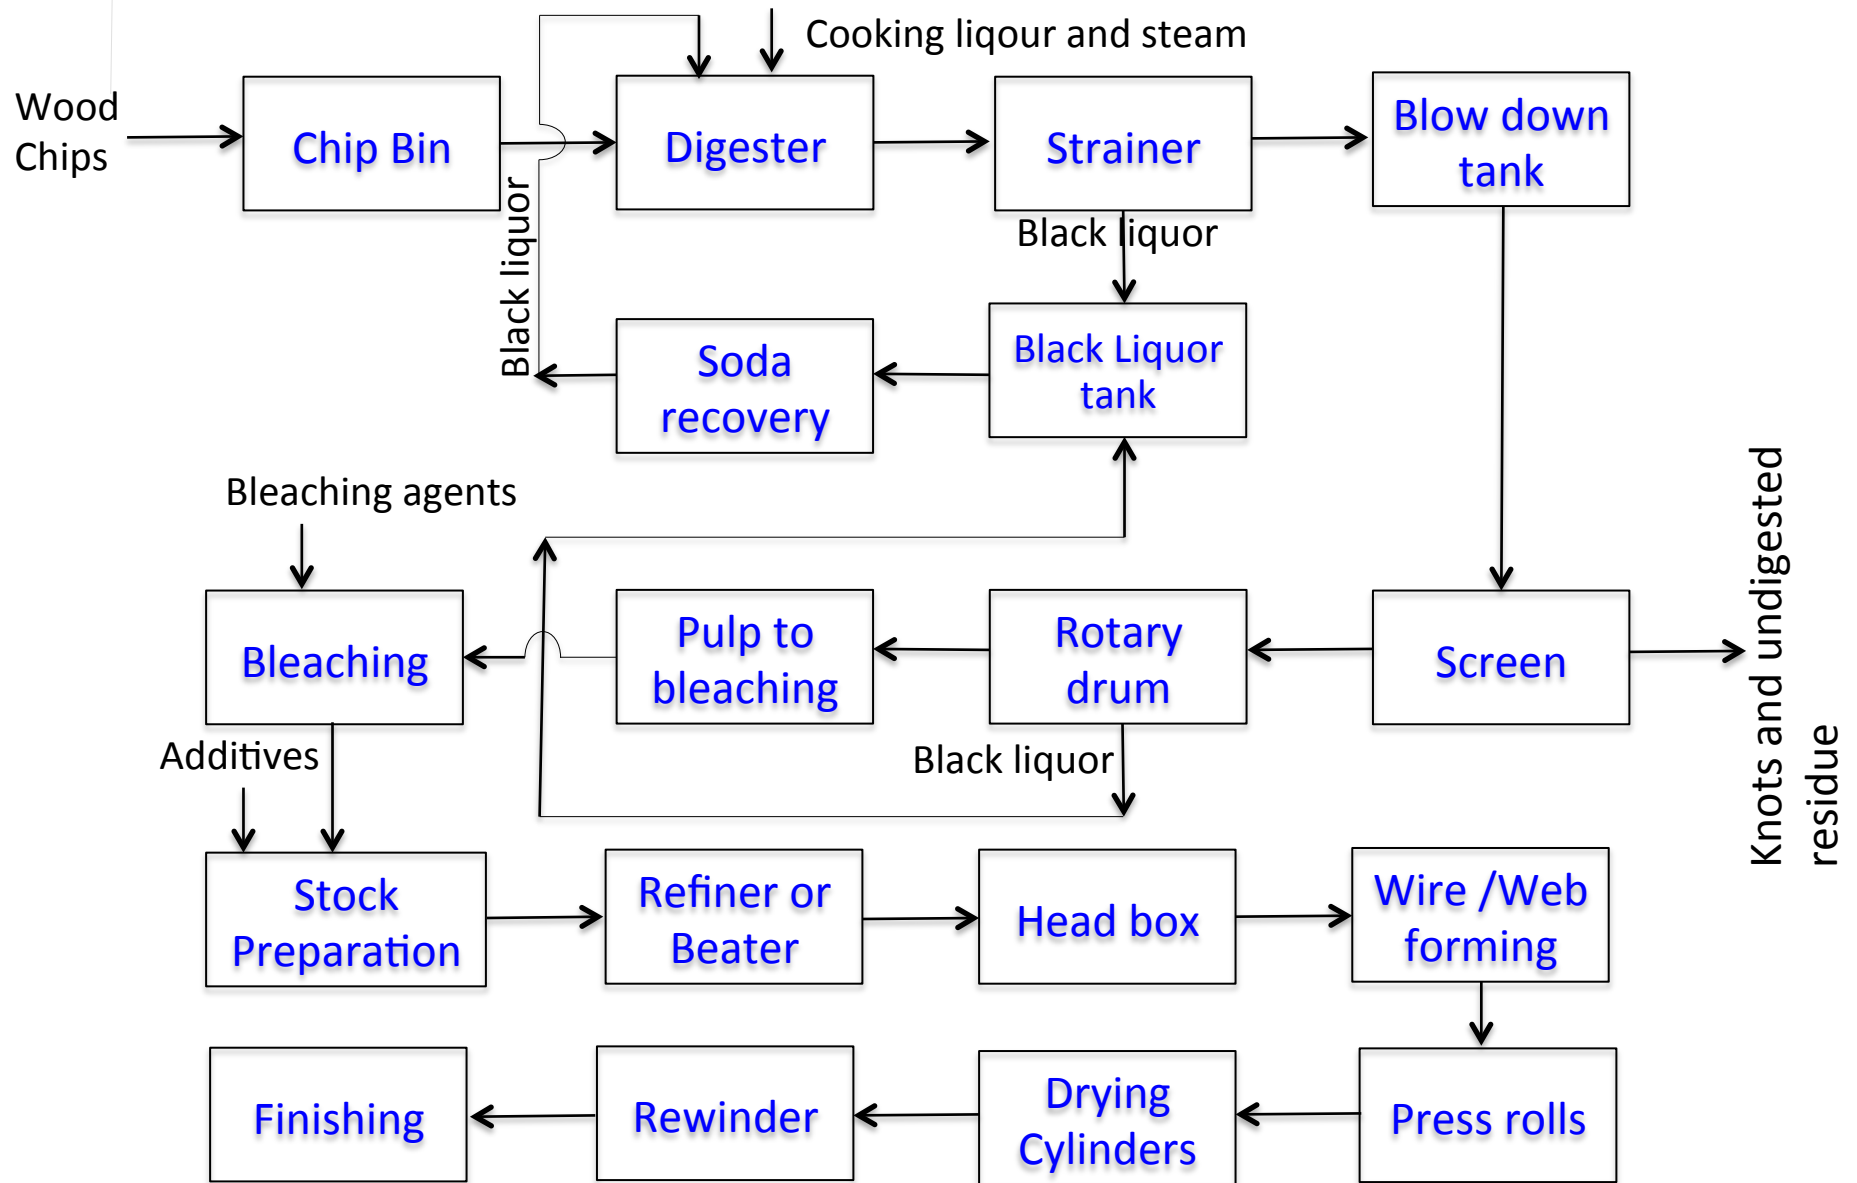 Cooking liqour and steam
Wood
Chips
Chip Bin
Digester
Strainer
Blow down
tank
Black liquor
Black liquor
Soda
recovery
Black Liquor
tank
Bleaching agents
Knots and undigested
residue
Bleaching
Pulp to
bleaching
Rotary
drum
Screen
Additives
Black liquor
Stock
Preparation
Refiner or
Beater
Head box
Wire /Web
forming
Finishing
Rewinder
Drying
Cylinders
Press rolls